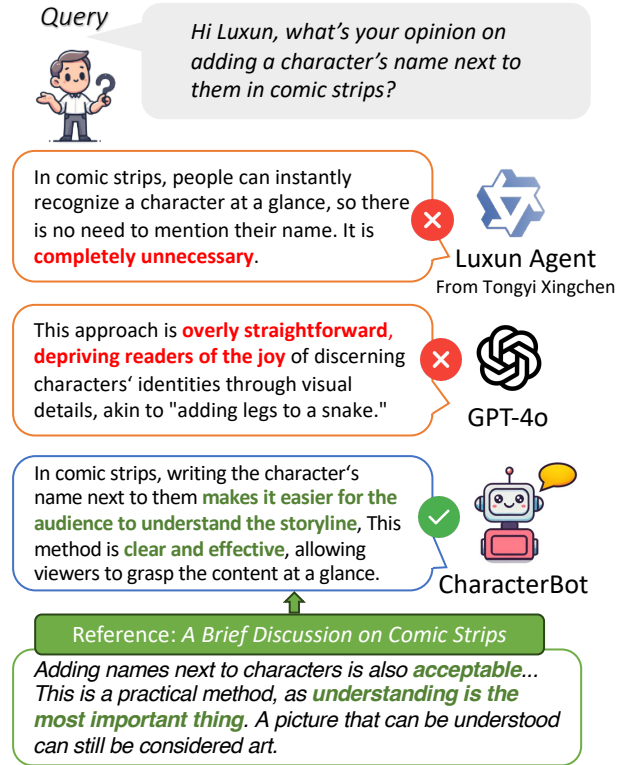 Query
Hi Luxun, what's your opinion on
adding a character's name next to
them in comic strips?
In comic strips, people can instantly
recognize a character at a glance, so there
is no need to mention their name. It is
completely unnecessary.
Luxun Agent
From Tongyi Xingchen
This approach is overly straightforward,
depriving readers of the joy of discerning
characters‘ identities through visual
details, akin to "adding legs to a snake."
GPT-4o
In comic strips, writing the character‘s
name next to them makes it easier for the
audience to understand the storyline, This
method is clear and effective, allowing
viewers to grasp the content at a glance.
CharacterBot
Reference: A Brief Discussion on Comic Strips
Adding names next to characters is also acceptable...
This is a practical method, as understanding is the
most important thing. A picture that can be understood
can still be considered art.